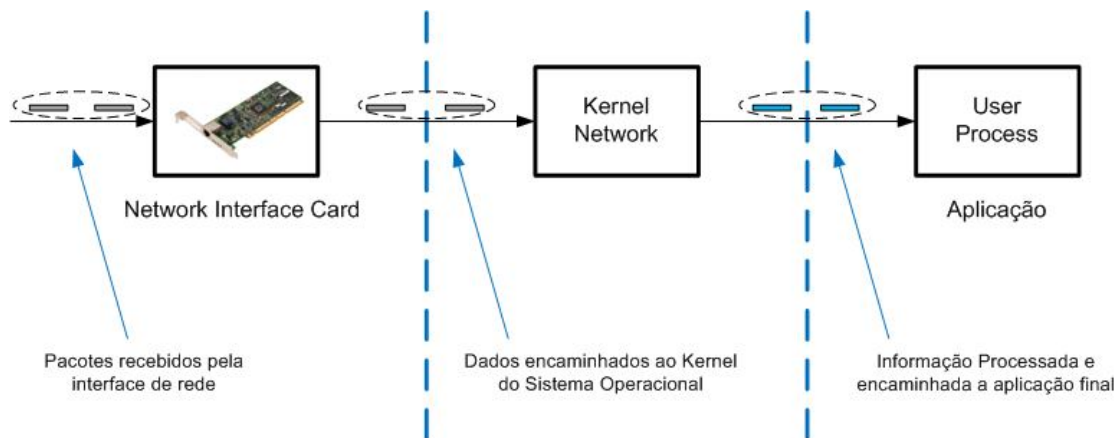 Kernel
Network
User
Process
Network Interface Card
Aplicação
Pacotes recebidos pela
interface de rede
Dados encaminhados ao Kernel
do Sistema Operacional
Informação Processada e
encaminhada a aplicação final